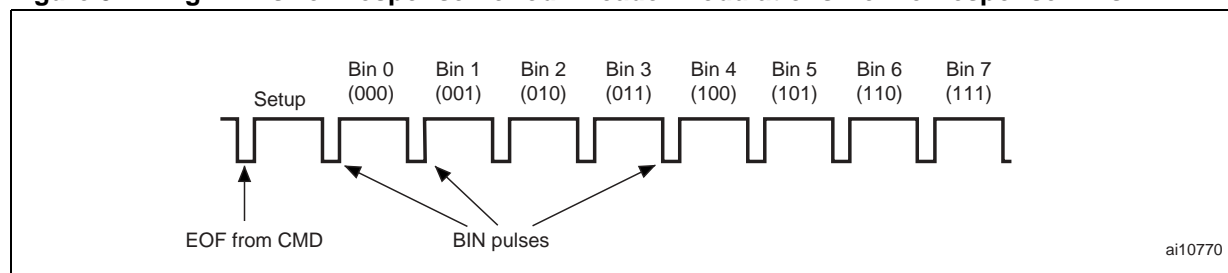 Bin 0 Bin 1 Bin 2 Bin 3 Bin 4 Bin 5 Bin 6 Bin 7
Setup (000) (001) (010) (011) (100) (101) (110) (111)
EOF from CMD BIN pulses
ai10770